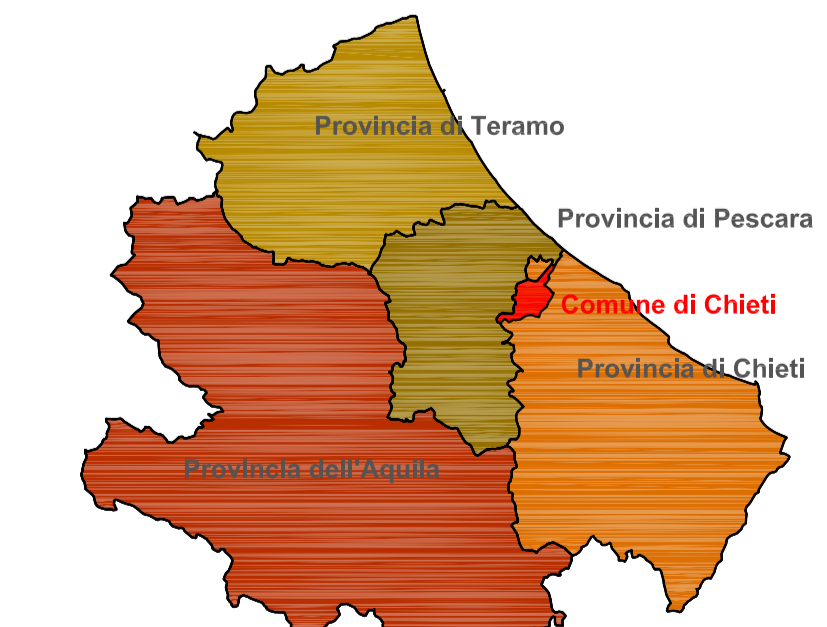 Provincia di Teramo
Provincia di Pescara
Comune di Chieti
Provincia di Chieti
Provincia dell'Aquila